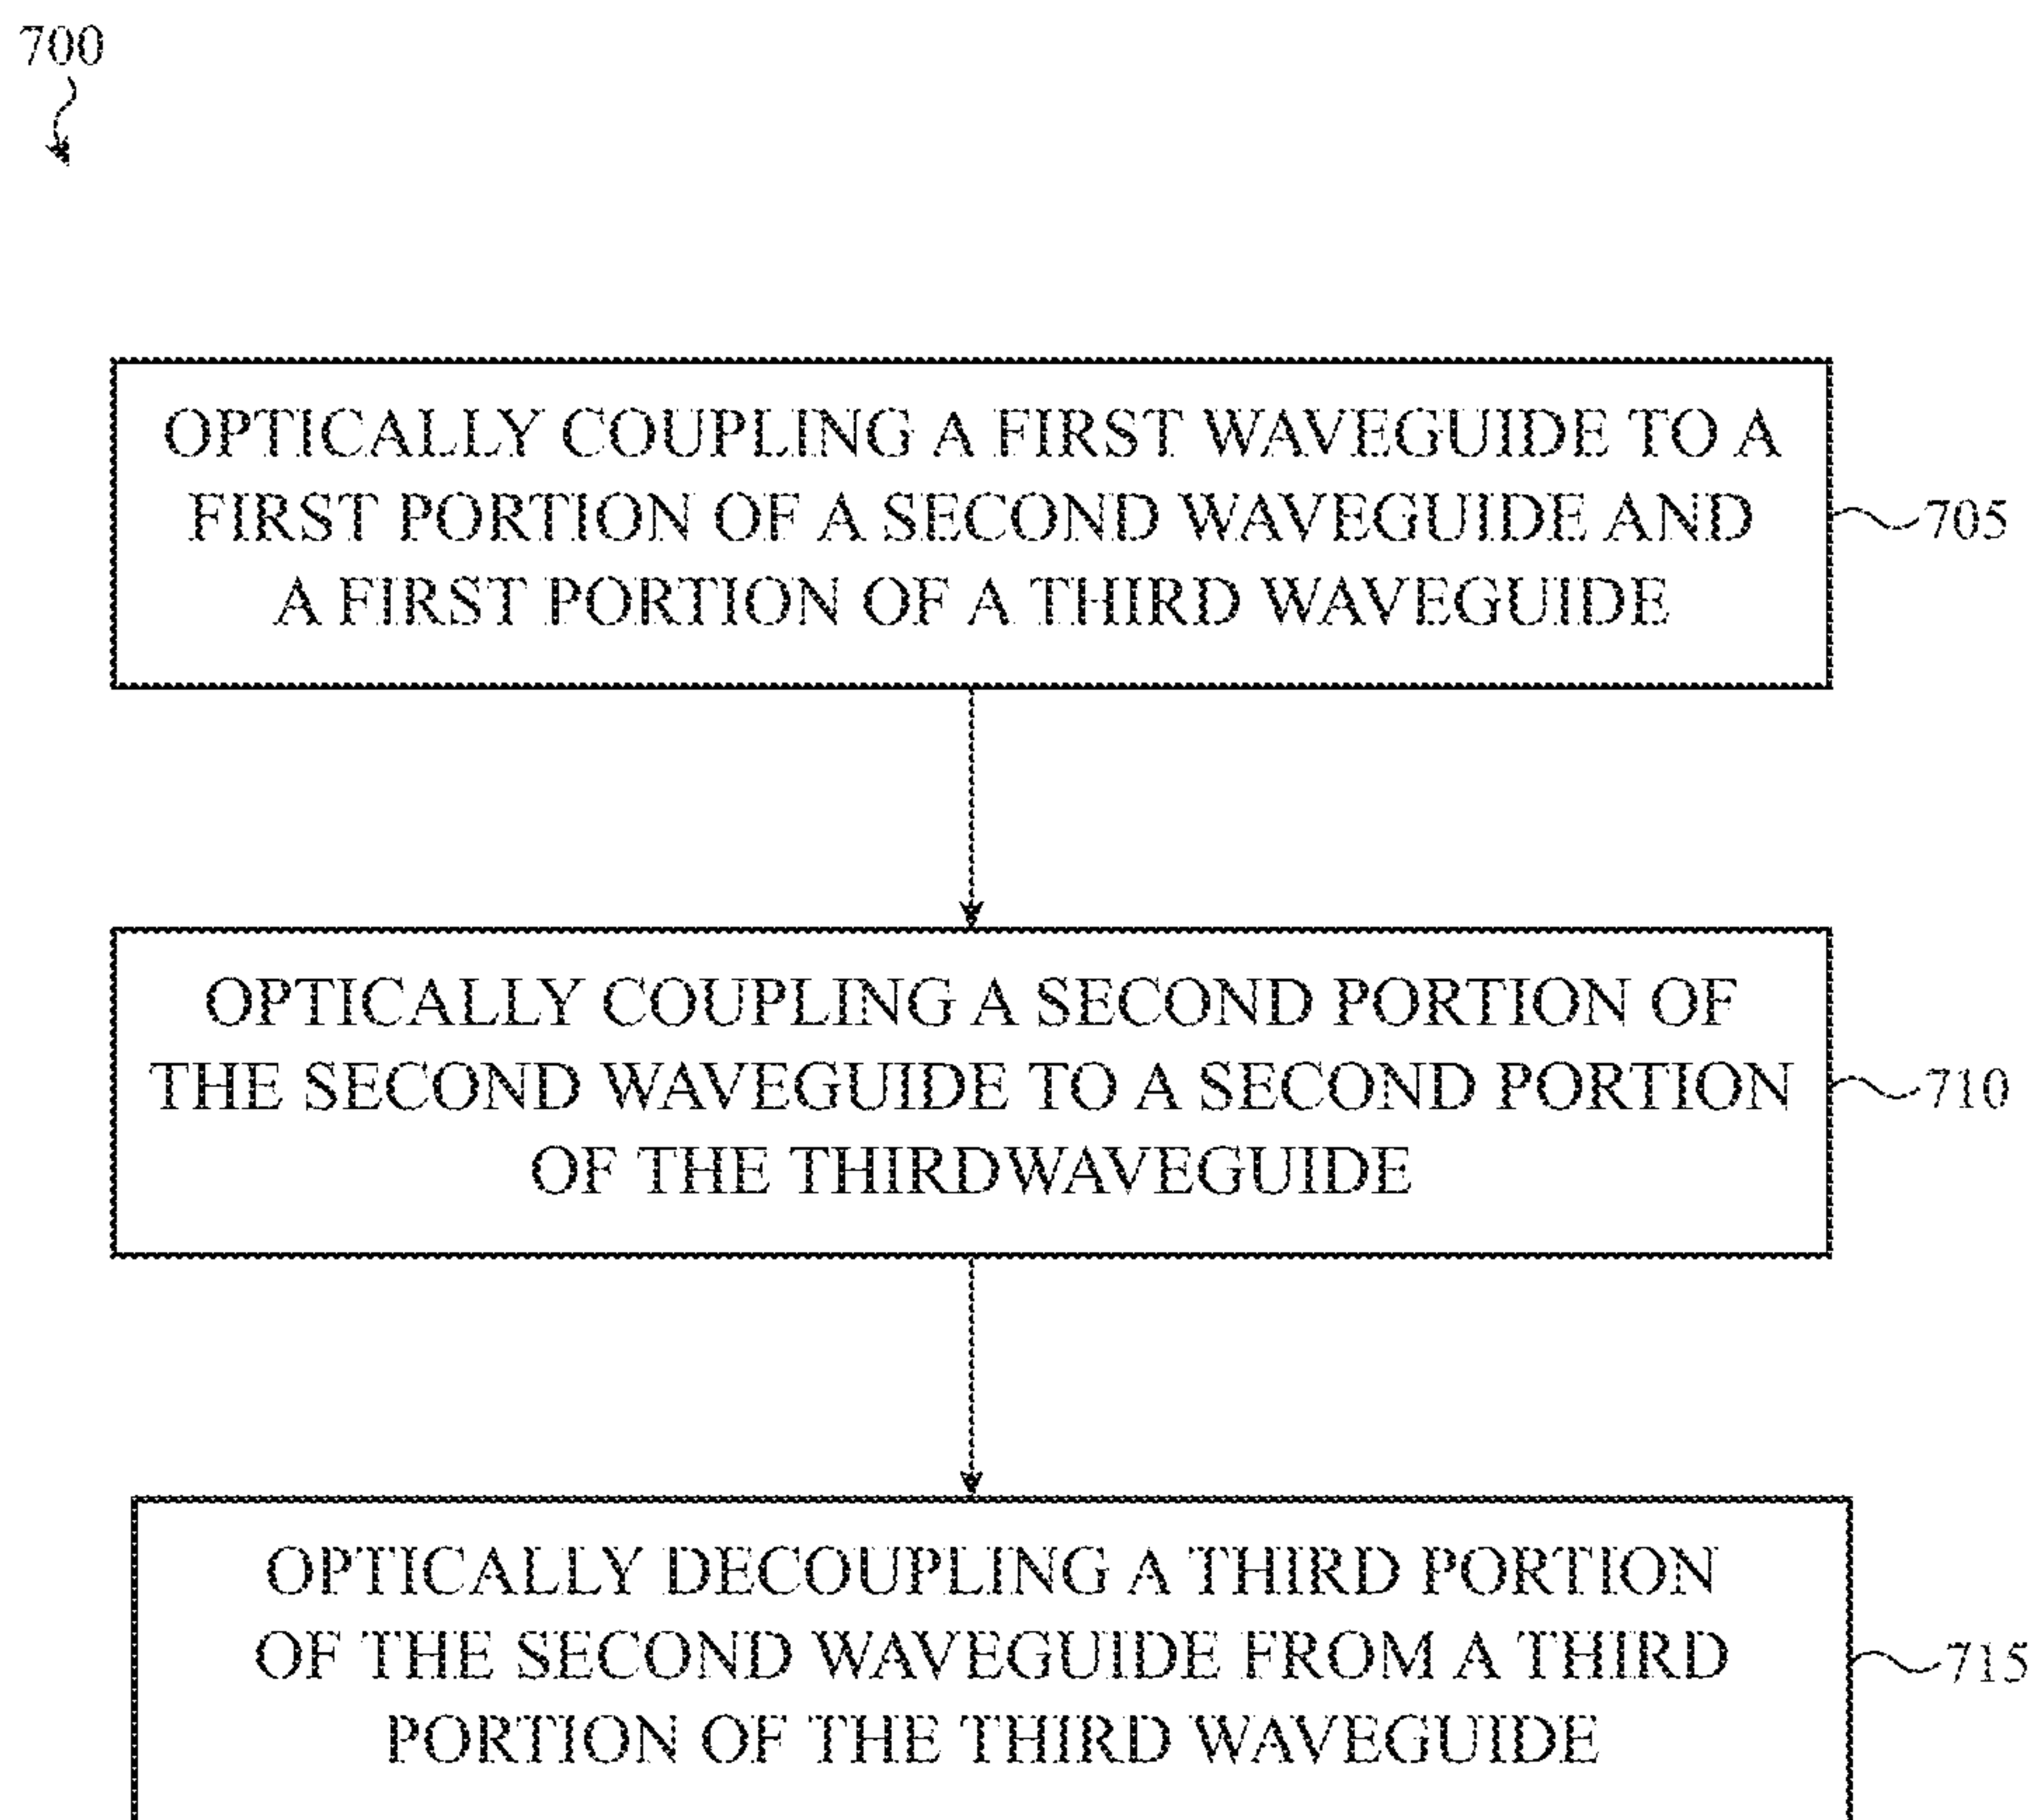 700
OPTICALLY COUPLING A FIRST WAVEGUIDE TO A
FIRST PORTION OF A SECOND WAVEGUIDE AND
A FIRST PORTION OF A THIRD WAVEGUIDE
705
OPTICALLY COUPLING A SECOND PORTION OF
THE SECOND WAVEGUIDE TO A SECOND PORTION
OF THE THIRDWAVEGUIDE
710
OPTICALLY DECOUPLING A THIRD PORTION
OF THE SECOND WAVEGUIDE FROM A THIRD
PORTION OF THE THIRD WAVEGUIDE
715